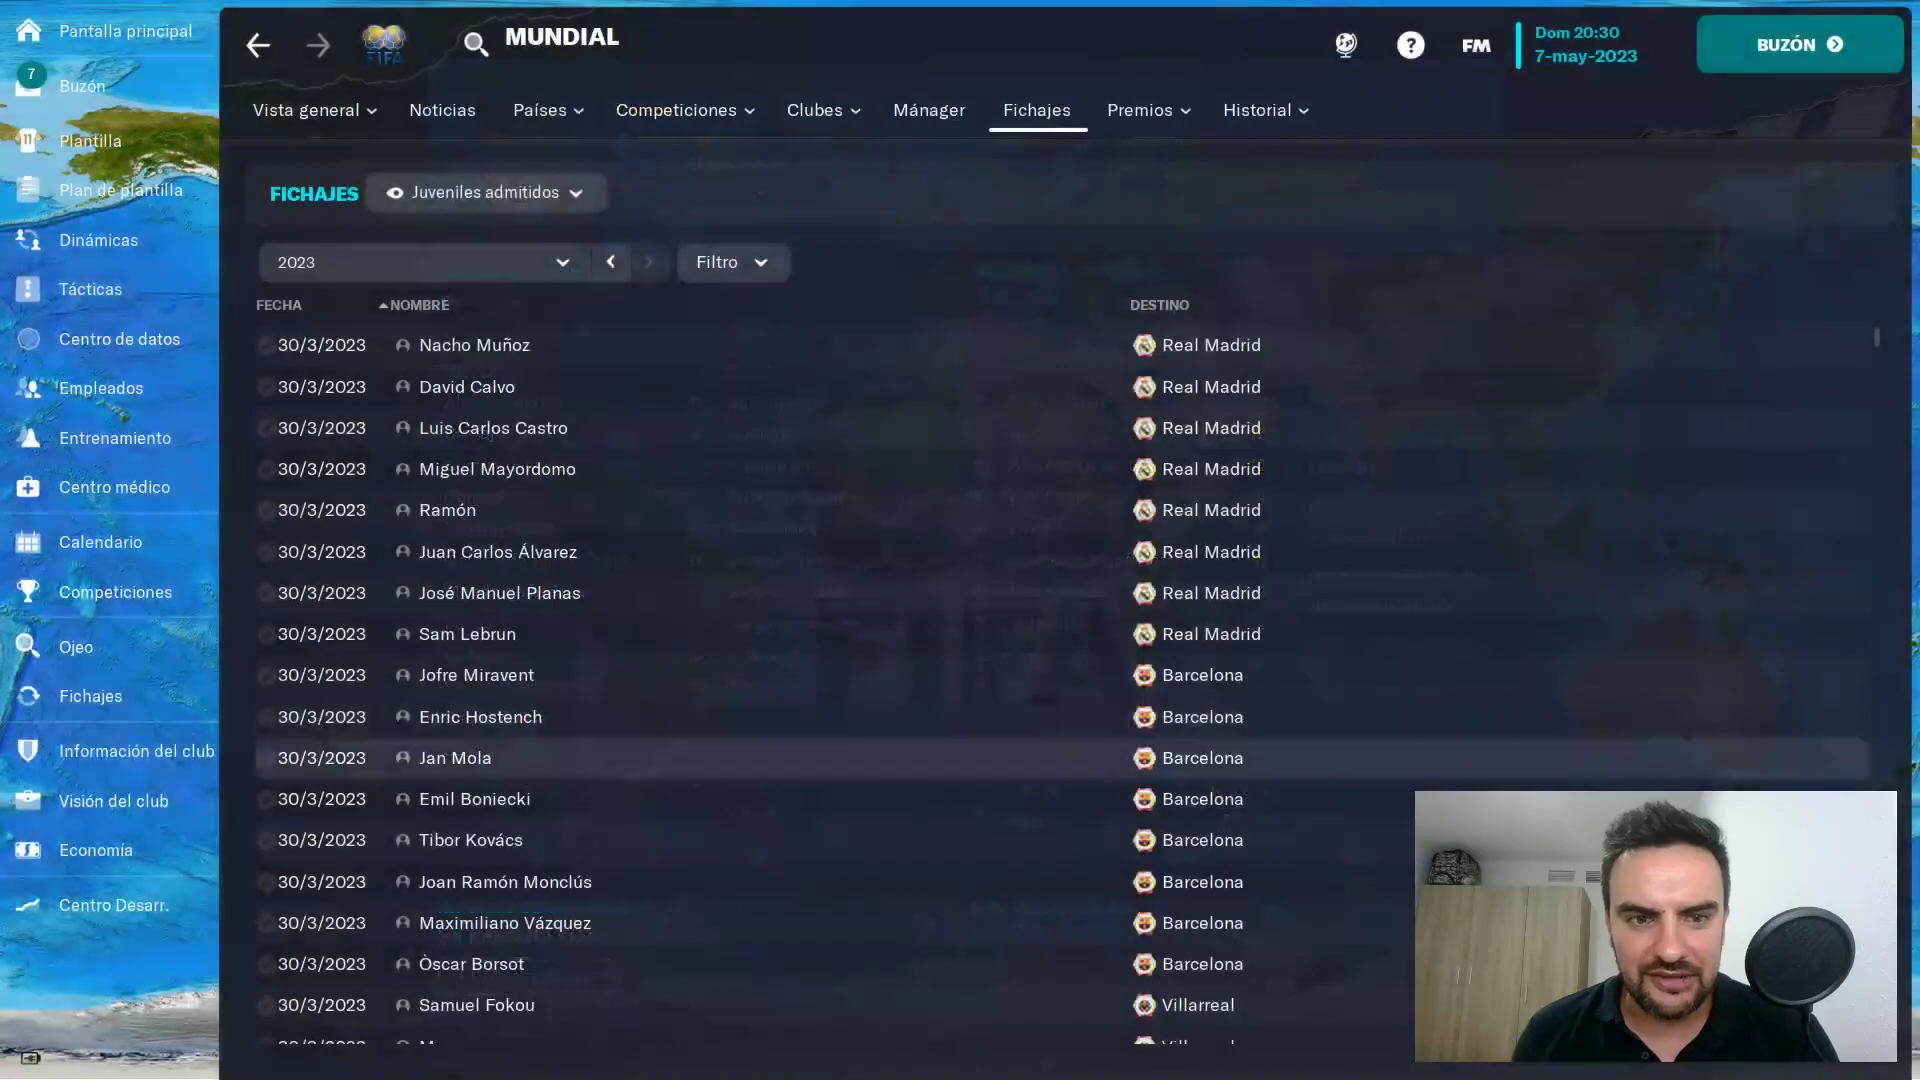 Pantalla principal
7
Buzón
Plantilla
Plan de plantilla
Dinámicas
Tácticas
Centro de datos
Empleados
Entrenamiento
Centro médico
Calendario
Competiciones
Ojeo
Fichajes
Información del club
Visión del club
Economía
Centro Desarr.
FIFA
MUNDIAL
?
FM
Dom 20:30
7-may-2023
BUZÓN
Vista general
Noticias
Países
Competiciones
Clubes
Mánager
Fichajes
Premios
Historial
FICHAJES
Juveniles admitidos
2023
Filtro
FECHA NOMBRE DESTINO
30/3/2023 Nacho Muñoz Real Madrid
30/3/2023 David Calvo Real Madrid
30/3/2023 Luis Carlos Castro Real Madrid
30/3/2023 Miguel Mayordomo Real Madrid
30/3/2023 Ramón Real Madrid
30/3/2023 Juan Carlos Álvarez Real Madrid
30/3/2023 José Manuel Planas Real Madrid
30/3/2023 Sam Lebrun Real Madrid
30/3/2023 Jofre Miravent Barcelona
30/3/2023 Enric Hostench Barcelona
30/3/2023 Jan Mola Barcelona
30/3/2023 Emil Boniecki Barcelona
30/3/2023 Tibor Kovács Barcelona
30/3/2023 Joan Ramón Monclús Barcelona
30/3/2023 Maximiliano Vázquez Barcelona
30/3/2023 Òscar Borsot Barcelona
30/3/2023 Samuel Fokou Villarreal